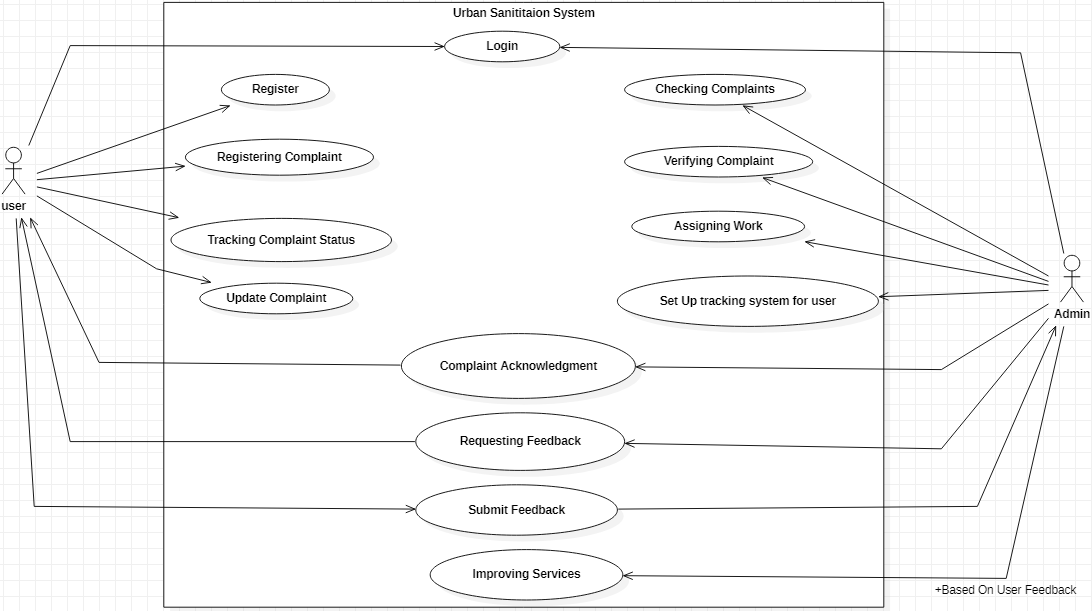 Urban Sanititaion System
Login
Register
Checking Complaints
Registering Complaint
Verifying Complaint
user
Tracking Complaint Status
Assigning Work
Update Complaint
Set Up tracking system for user
Admin
Complaint Acknowledgment
Requesting Feedback
Submit Feedback
Improving Services
+Based On User Feedback